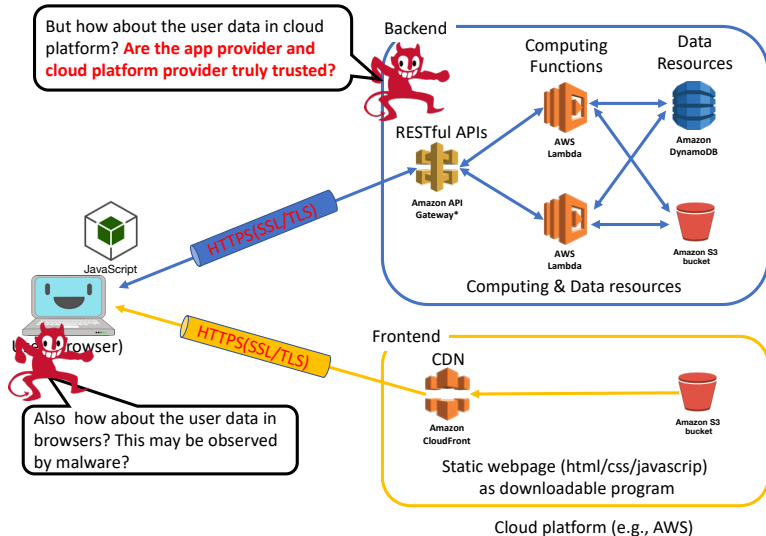 But how about the user data in cloud
platform? Are the app provider and
cloud platform provider truly trusted?
Backend
Computing
Functions
Data
Resources
RESTful APIs
AWS
Lambda
Amazon
DynamoDB
Amazon API
Gateway*
HTTPS(SSL/TLS)
JavaScript
AWS
Lambda
Amazon S3
bucket
Computing & Data resources
rowser)
HTTPS(SSL/TLS)
Frontend
CDN
Amazon
CloudFront
Amazon S3
bucket
Also  how about the user data in
browsers? This may be observed
by malware?
Static webpage (html/css/javascrip)
as downloadable program
Cloud platform (e.g., AWS)